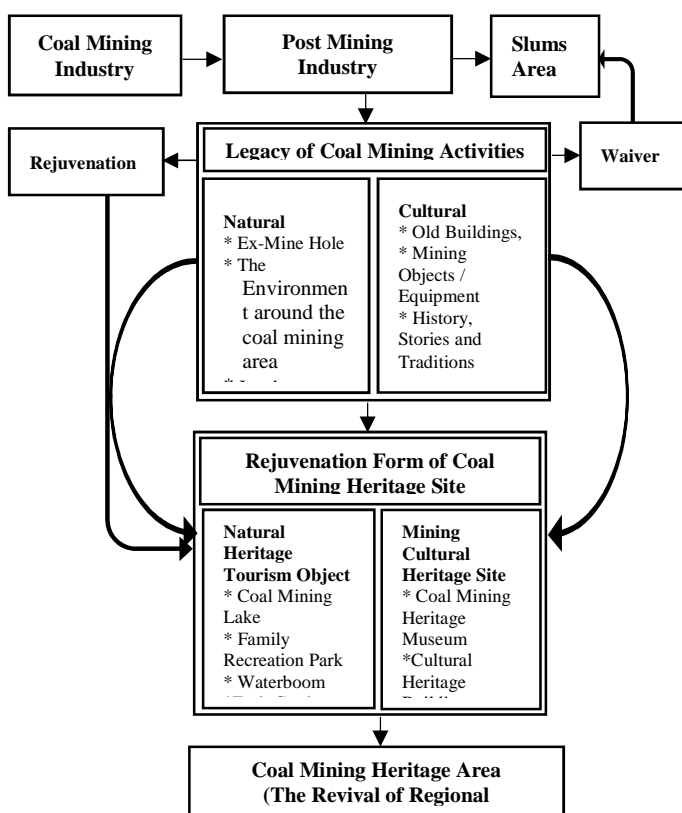 Coal Mining
Industry
Post Mining
Industry
Slums
Area
Rejuvenation
Legacy of Coal Mining Activities
Waiver
Natural
* Ex-Mine Hole
* The
Environmen
t around the
coal mining
area
Cultural
* Old Buildings,
* Mining
Objects /
Equipment
* History,
Stories and
Traditions
Rejuvenation Form of Coal
Mining Heritage Site
Natural
Heritage
Tourism Object
* Coal Mining
Lake
* Family
Recreation Park
* Waterboom
Mining
Cultural
Heritage Site
* Coal Mining
Heritage
Museum
*Cultural
Heritage
Coal Mining Heritage Area
(The Revival of Regional